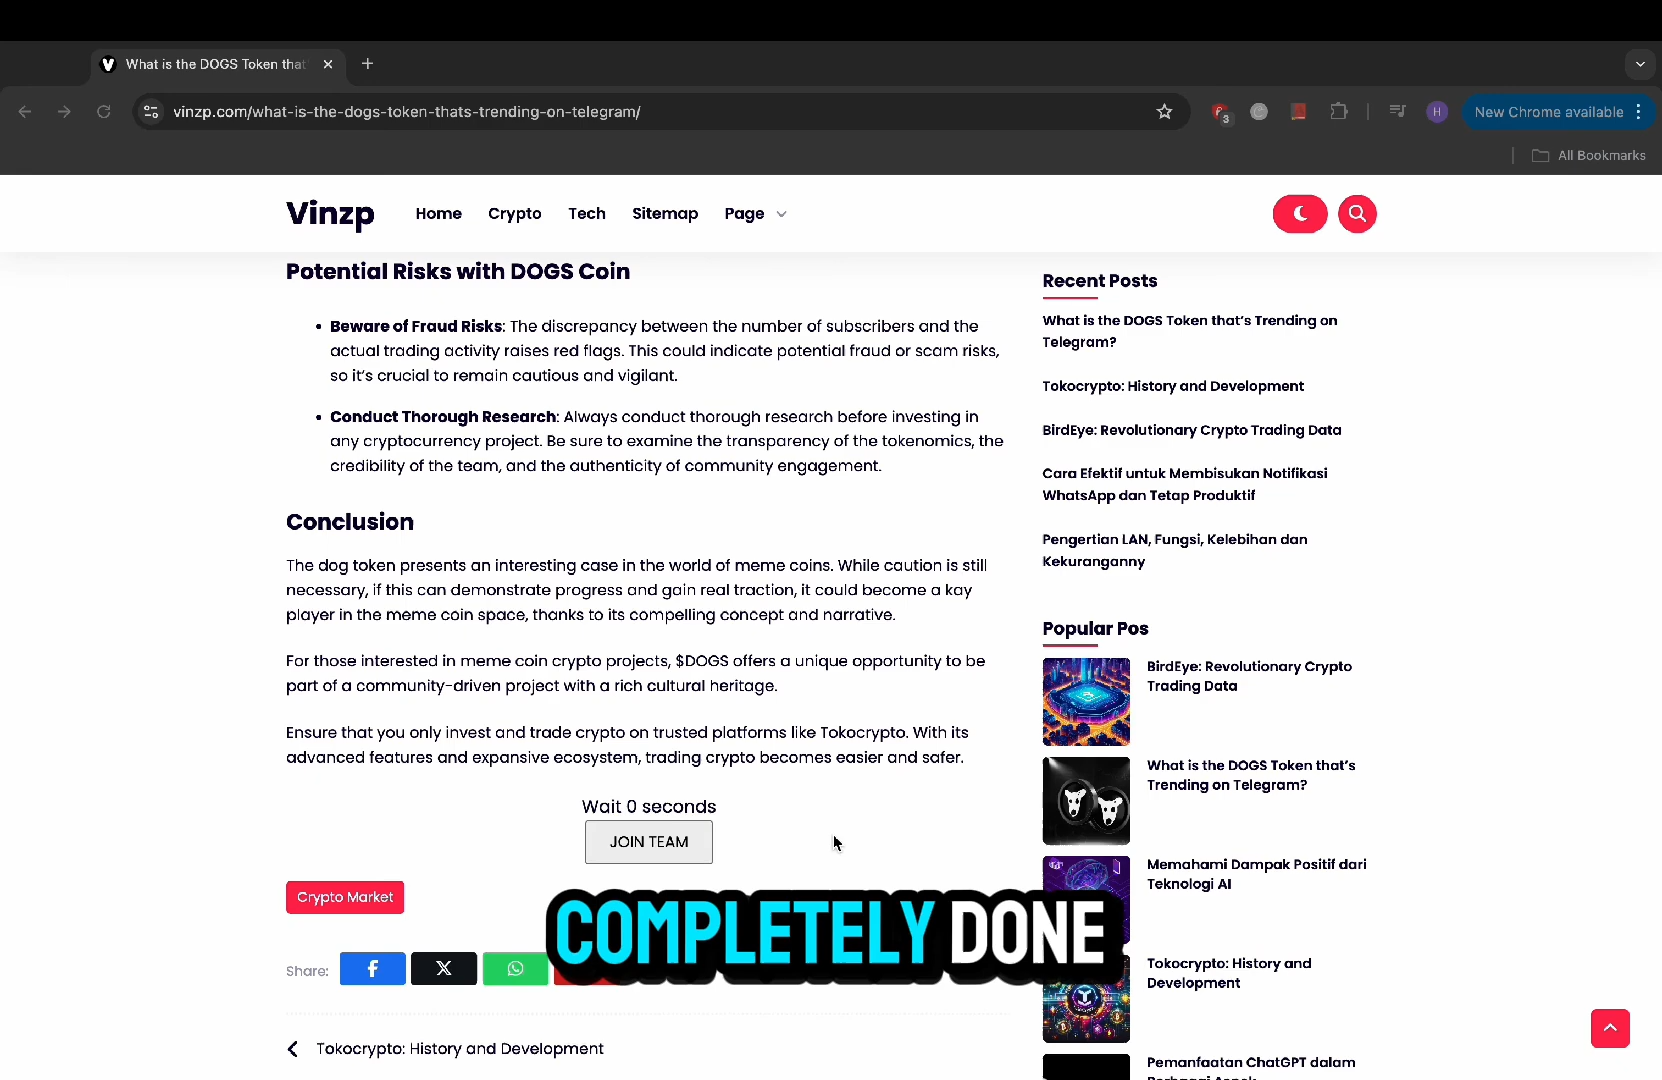 What is the DOGS Token that
vinzp.com/what-is-the-dogs-token-thats-trending-on-telegram/
3
H
New Chrome available
All Bookmarks
Vinzp
Home
Crypto
Tech
Sitemap
Page
Potential Risks with DOGS Coin
Beware of Fraud Risks: The discrepancy between the number of subscribers and the
actual trading activity raises red flags. This could indicate potential fraud or scam risks,
so it's crucial to remain cautious and vigilant.
Conduct Thorough Research: Always conduct thorough research before investing in
any cryptocurrency project. Be sure to examine the transparency of the tokenomics, the
credibility of the team, and the authenticity of community engagement.
Conclusion
The dog token presents an interesting case in the world of meme coins. While caution is still
necessary, if this can demonstrate progress and gain real traction, it could become a kay
player in the meme coin space, thanks to its compelling concept and narrative.
For those interested in meme coin crypto projects, $DOGS offers a unique opportunity to be
part of a community-driven project with a rich cultural heritage.
Ensure that you only invest and trade crypto on trusted platforms like Tokocrypto. With its
advanced features and expansive ecosystem, trading crypto becomes easier and safer.
Wait 0 seconds
JOIN TEAM
Crypto Market
COMPLETELY DONE
Share:
Tokocrypto: History and Development
Recent Posts
What is the DOGS Token that's Trending on
Telegram?
Tokocrypto: History and Development
BirdEye: Revolutionary Crypto Trading Data
Cara Efektif untuk Membisukan Notifikasi
WhatsApp dan Tetap Produktif
Pengertian LAN, Fungsi, Kelebihan dan
Kekuranganny
Popular Pos
BirdEye: Revolutionary Crypto
Trading Data
What is the DOGS Token that's
Trending on Telegram?
Memahami Dampak Positif dari
Teknologi AI
Tokocrypto: History and
Development
Pemanfaatan ChatGPT dalam